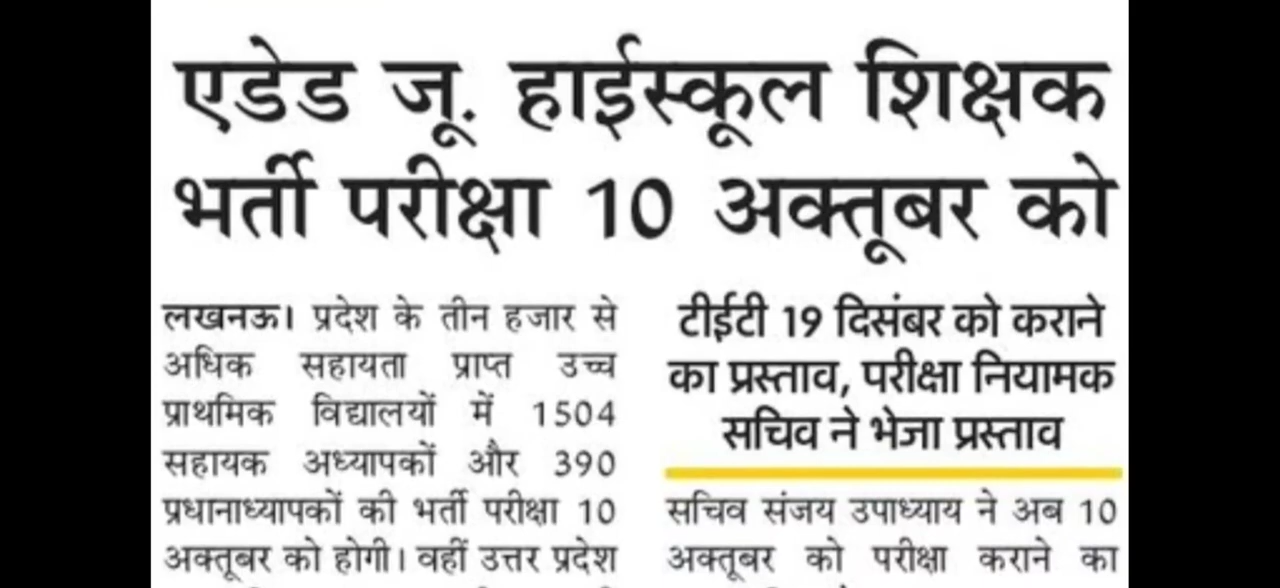 एडेड जू. हाईस्कूल शिक्षक
भर्ती परीक्षा 10 अक्तूबर को
लखनऊ। प्रदेश के तीन हजार से
अधिक सहायता प्राप्त उच्च
प्राथमिक विद्यालयों में 1504
सहायक अध्यापकों और 390
प्रधानाध्यापकों की भर्ती परीक्षा 10
अक्तूबर को होगी। वहीं उत्तर प्रदेश
टीईटी 19 दिसंबर को कराने
का प्रस्ताव, परीक्षा नियामक
सचिव ने भेजा प्रस्ताव
सचिव संजय उपाध्याय ने अब 10
अक्तूबर को परीक्षा कराने का